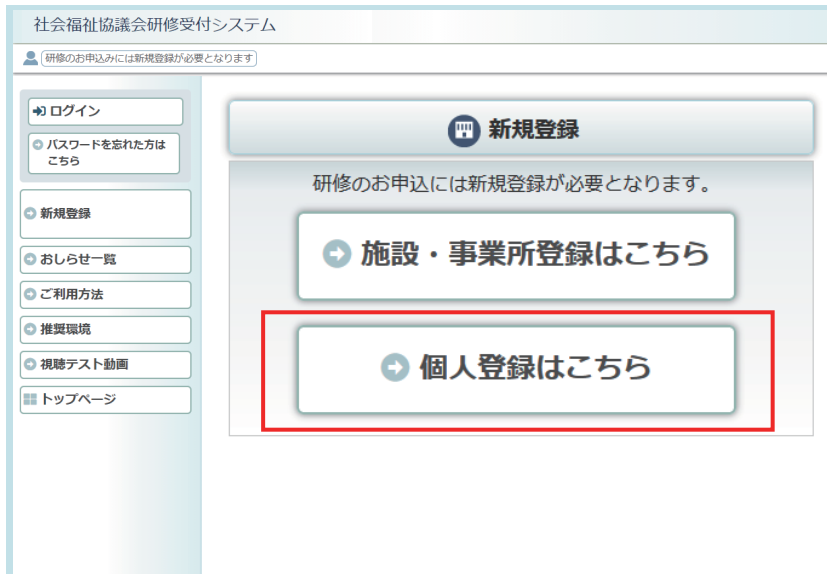 社会福祉協議会研修受付システム
研修のお申込みには新規登録が必要となります
ログイン
パスワードを忘れた方は
こちら
新規登録
おしらせ一覧
ご利用方法
推奨環境
視聴テスト動画
トップページ
新規登録
研修のお申込には新規登録が必要となります。
施設・事業所登録はこちら
個人登録はこちら